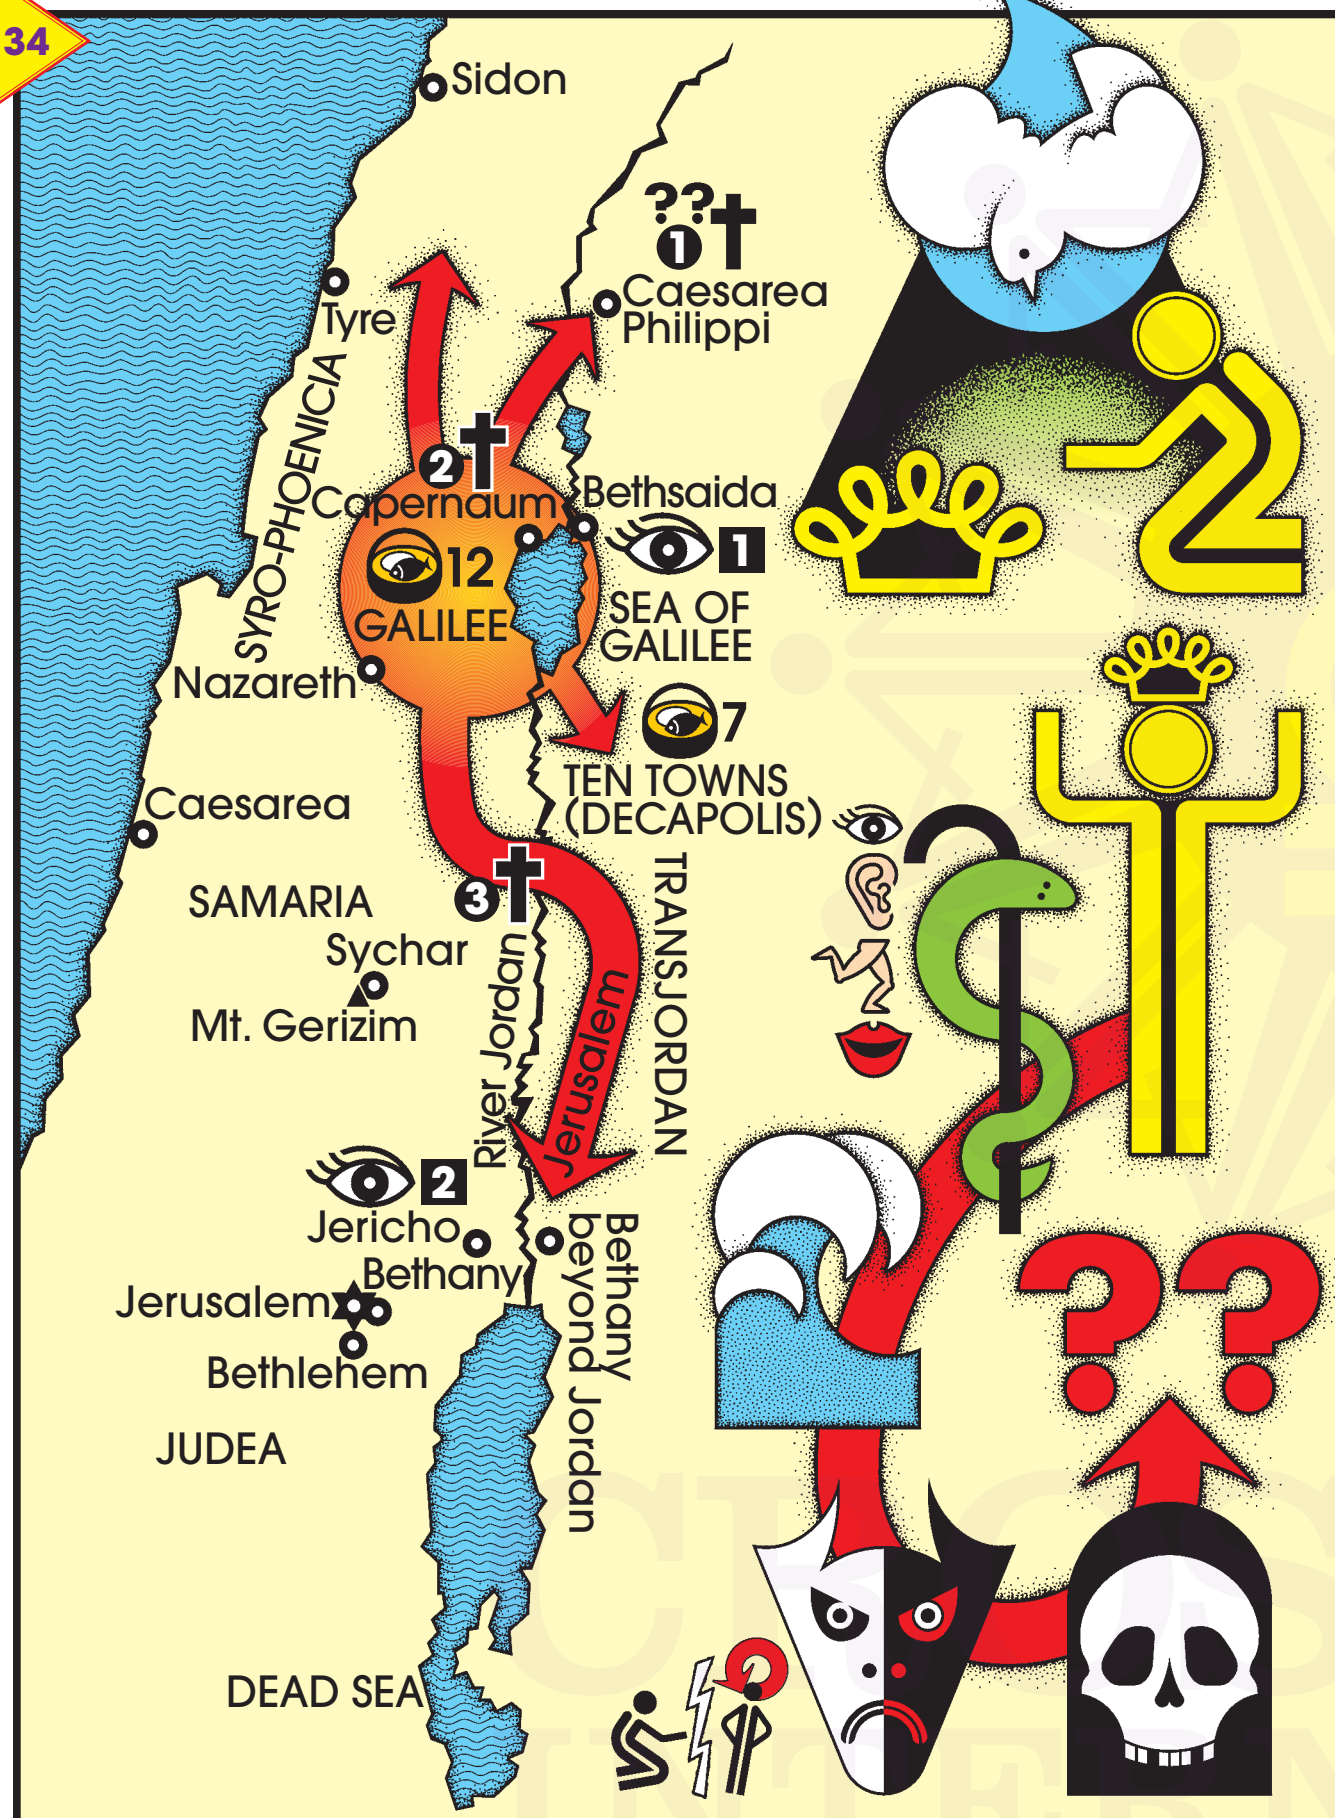 34
Sidon
??
1
Caesarea
Philippi
Tyre
SYRO-PHOENICIA
2
Capernaum
Bethsaida
1
12
GALILEE
SEA OF
GALILEE
Nazareth
7
TEN TOWNS
(DECAPOLIS)
Caesarea
TRANSJORDAN
3
SAMARIA
Sychar
Mt. Gerizim
River Jordan
Jerusalem
2
Jericho
Bethany
Bethany
beyond Jordan
Jerusalem
Bethlehem
??
JUDEA
DEAD SEA